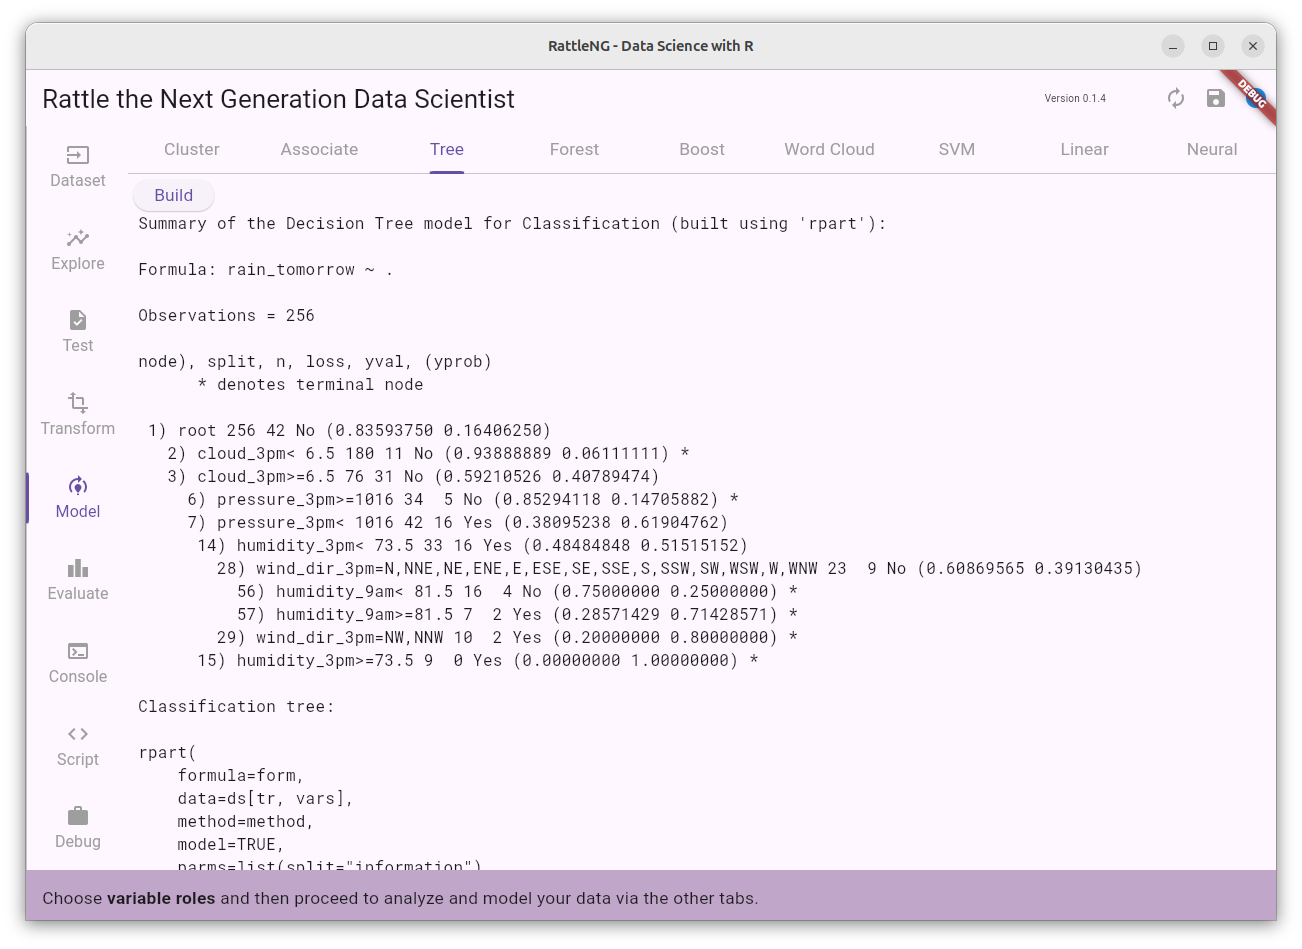 RattleNG - Data Science with R
Rattle the Next Generation Data Scientist
Version 0.1.4
DEBUG
Dataset
Explore
Test
Transform
Model
Evaluate
Console
Script
Debug
Cluster Associate Tree Forest Boost Word Cloud SVM Linear Neural
Build
Summary of the Decision Tree model for Classification (built using 'rpart'):
Formula: rain_tomorrow ~ .
Observations = 256
node), split, n, loss, yval, (yprob)
      * denotes terminal node
 1) root 256 42 No (0.83593750 0.16406250)
   2) cloud_3pm< 6.5 180 11 No (0.93888889 0.06111111) *
   3) cloud_3pm>=6.5 76 31 No (0.59210526 0.40789474)
     6) pressure_3pm>=1016 34  5 No (0.85294118 0.14705882) *
     7) pressure_3pm< 1016 42 16 Yes (0.38095238 0.61904762)
      14) humidity_3pm< 73.5 33 16 Yes (0.48484848 0.51515152)
        28) wind_dir_3pm=N,NNE,NE,ENE,E,ESE,SE,SSE,S,SSW,SW,WSW,W,WNW 23  9 No (0.60869565 0.39130435)
          56) humidity_9am< 81.5 16  4 No (0.75000000 0.25000000) *
          57) humidity_9am>=81.5 7  2 Yes (0.28571429 0.71428571) *
        29) wind_dir_3pm=NW,NNW 10  2 Yes (0.20000000 0.80000000) *
      15) humidity_3pm>=73.5 9  0 Yes (0.00000000 1.00000000) *
Classification tree:
rpart(
    formula=form,
    data=ds[tr, vars],
    method=method,
    model=TRUE,
    parms=list(split="information")
Choose variable roles and then proceed to analyze and model your data via the other tabs.